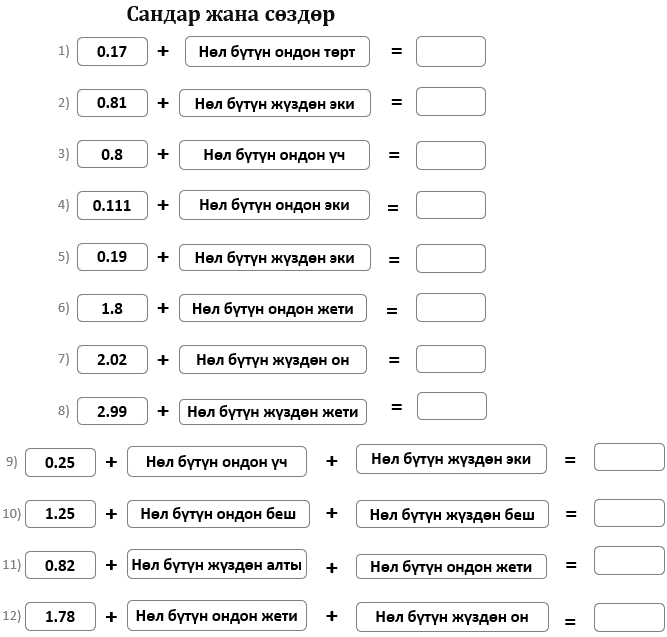 Сандар жана сөздөр
1) 0.17 + Нөл бүтүн ондон төрт =
2) 0.81 + Нөл бүтүн жүздөн эки =
3) 0.8 + Нөл бүтүн ондон үч =
4) 0.111 + Нөл бүтүн ондон эки =
5) 0.19 + Нөл бүтүн жүздөн эки =
6) 1.8 + Нөл бүтүн ондон жети =
7) 2.02 + Нөл бүтүн жүздөн он =
8) 2.99 + Нөл бүтүн жүздөн жети =
9) 0.25 + Нөл бүтүн ондон үч + Нөл бүтүн жүздөн эки =
10) 1.25 + Нөл бүтүн ондон беш + Нөл бүтүн жүздөн беш =
11) 0.82 + Нөл бүтүн жүздөн алты + Нөл бүтүн ондон жети =
12) 1.78 + Нөл бүтүн ондон жети + Нөл бүтүн жүздөн он =